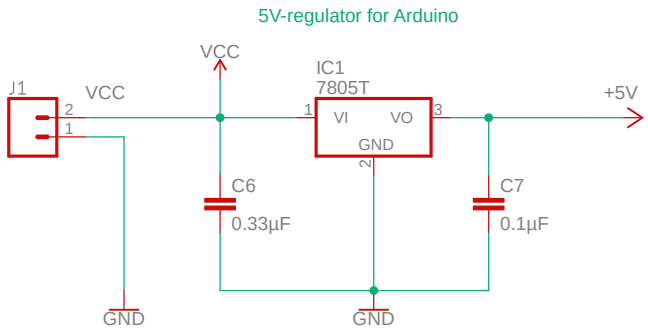 5V-regulator for Arduino
VCC
J1
VCC
2
1
IC1
7805T
1
VI
VO
3
GND
2
+5V
C6
0.33µF
C7
0.1µF
GND
GND